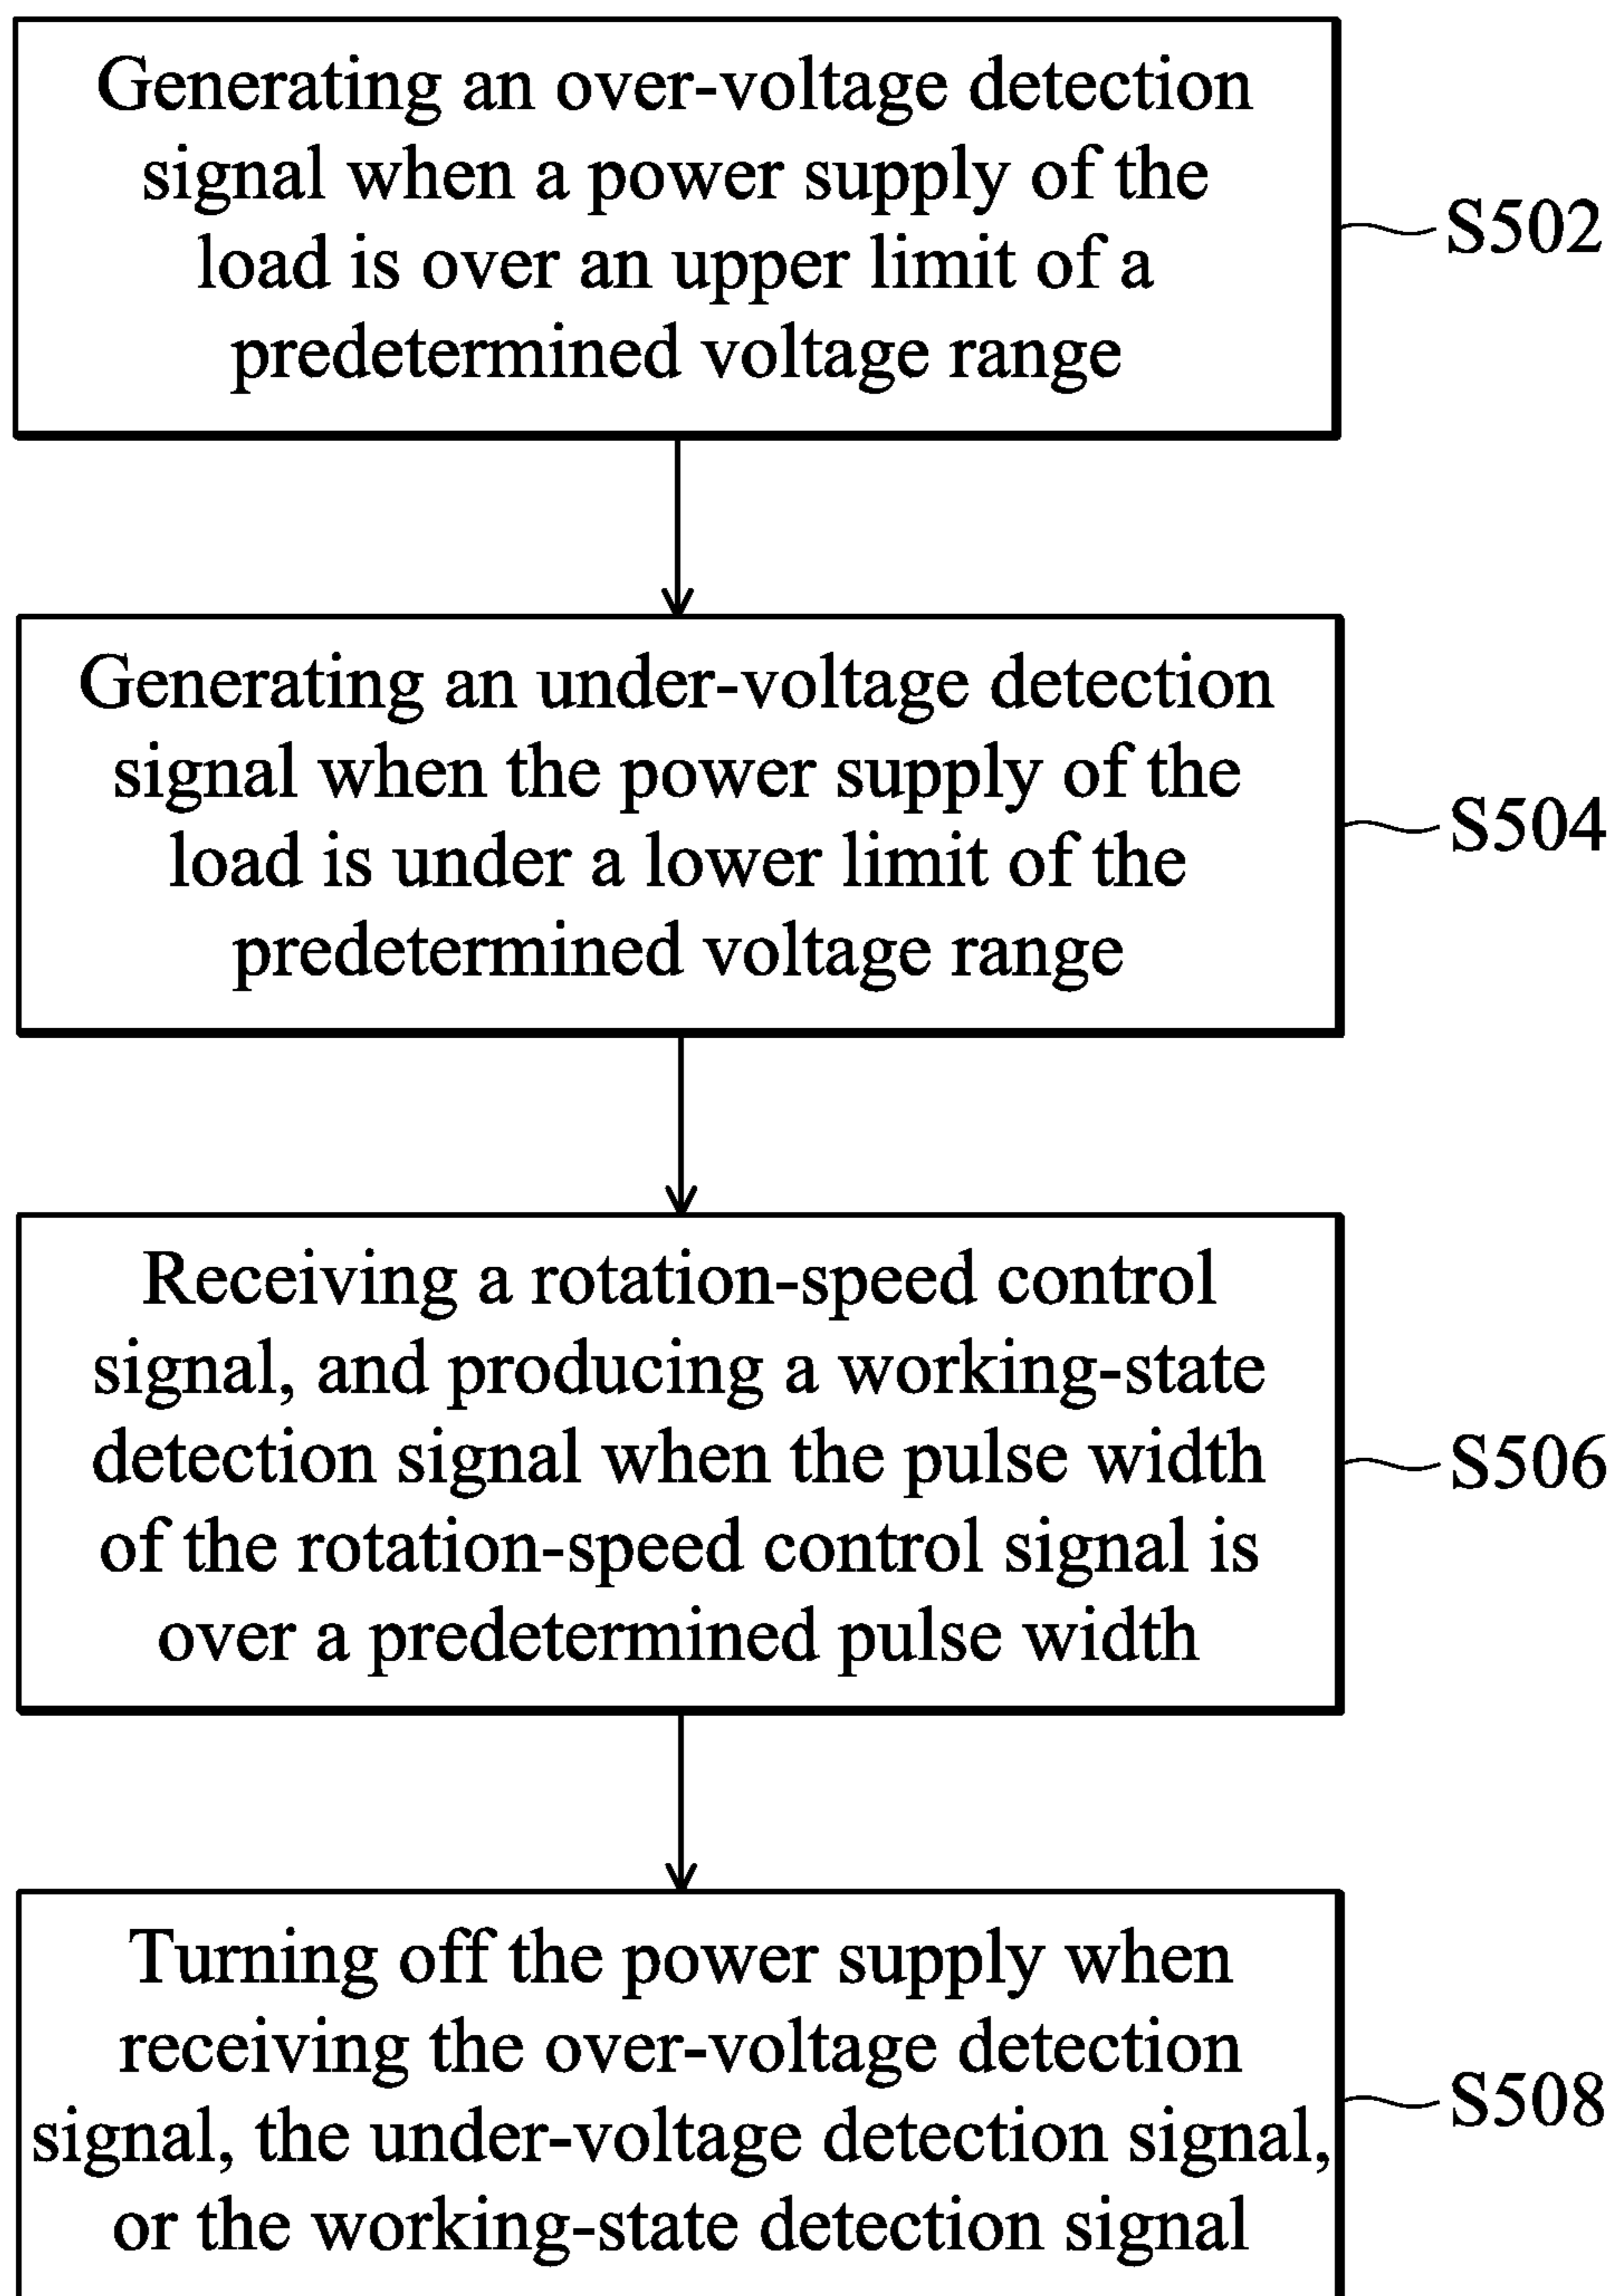 Generating an over-voltage detection
signal when a power supply of the
load is over an upper limit of a
predetermined voltage range
S502
Generating an under-voltage detection
signal when the power supply of the
load is under a lower limit of the
predetermined voltage range
S504
Receiving a rotation-speed control
signal, and producing a working-state
detection signal when the pulse width
of the rotation-speed control signal is
over a predetermined pulse width
S506
Turning off the power supply when
receiving the over-voltage detection
signal, the under-voltage detection signal,
or the working-state detection signal
S508